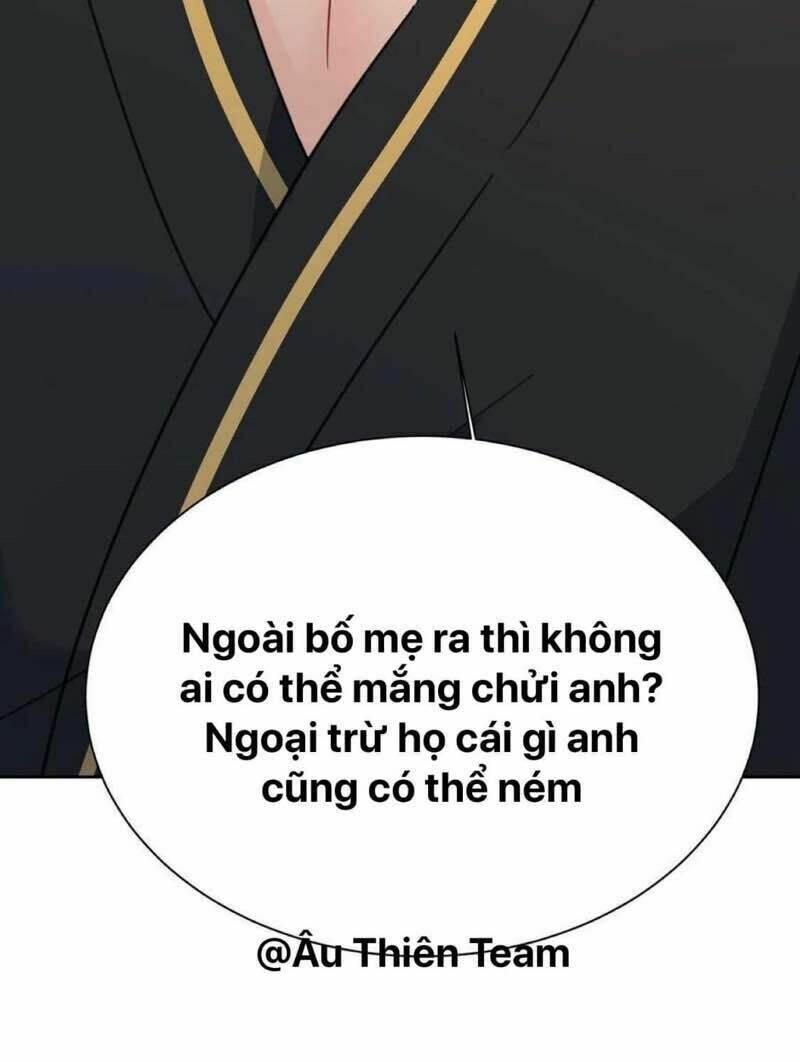 Ngoài bố mẹ ra thì không
ai có thể mắng chửi anh?
Ngoại trừ họ cái gì anh
cũng có thể ném
@Âu Thiên Team